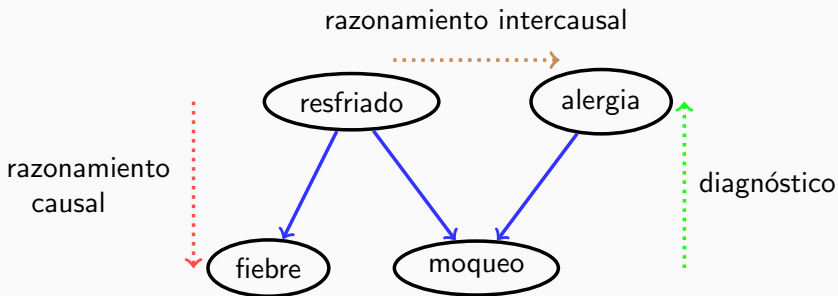 razonamiento intercausal
resfriado
alergia
razonamiento
causal
diagnóstico
fiebre
moqueo